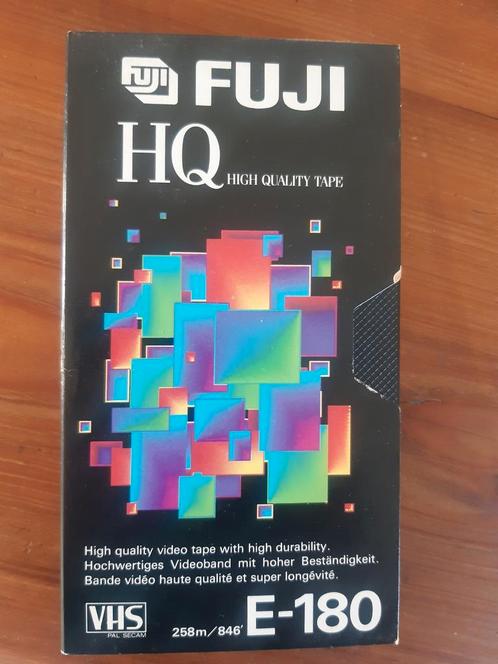 FUJI FUJI
HQ HIGH QUALITY TAPE
High quality video tape with high durability.
Hochwertiges Videoband mit hoher Beständigkeit.
Bande vidéo haute qualité et super longévité.
VHS
PAL SECAM
258m/846' E-180